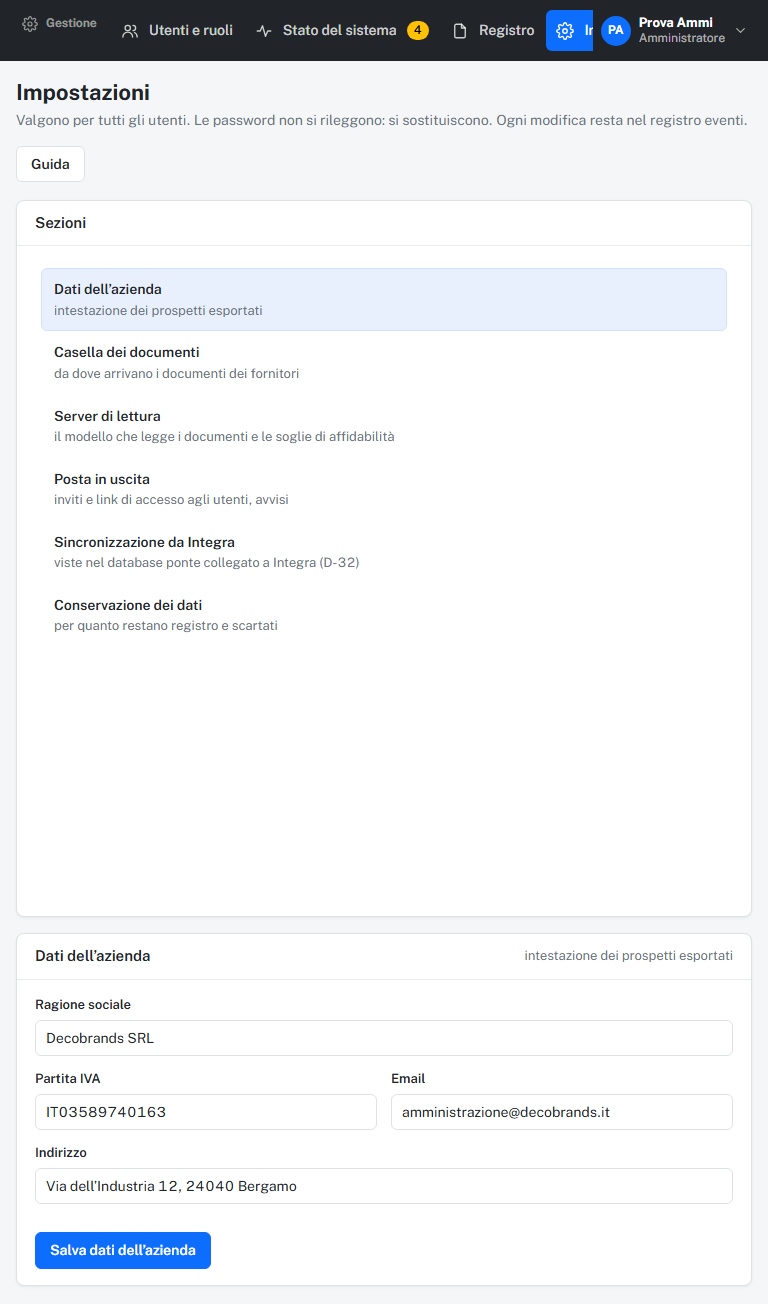 Gestione
Utenti e ruoli
Stato del sistema 4
Registro
PA
Prova Ammi
Amministratore
Impostazioni
Valgono per tutti gli utenti. Le password non si rileggono: si sostituiscono. Ogni modifica resta nel registro eventi.
Guida
Sezioni
Dati dell’azienda
intestazione dei prospetti esportati
Casella dei documenti
da dove arrivano i documenti dei fornitori
Server di lettura
il modello che legge i documenti e le soglie di affidabilità
Posta in uscita
inviti e link di accesso agli utenti, avvisi
Sincronizzazione da Integra
viste nel database ponte collegato a Integra (D-32)
Conservazione dei dati
per quanto restano registro e scartati
Dati dell’azienda
intestazione dei prospetti esportati
Ragione sociale
Decobrands SRL
Partita IVA
Email
IT03589740163
amministrazione@decobrands.it
Indirizzo
Via dell’Industria 12, 24040 Bergamo
Salva dati dell’azienda